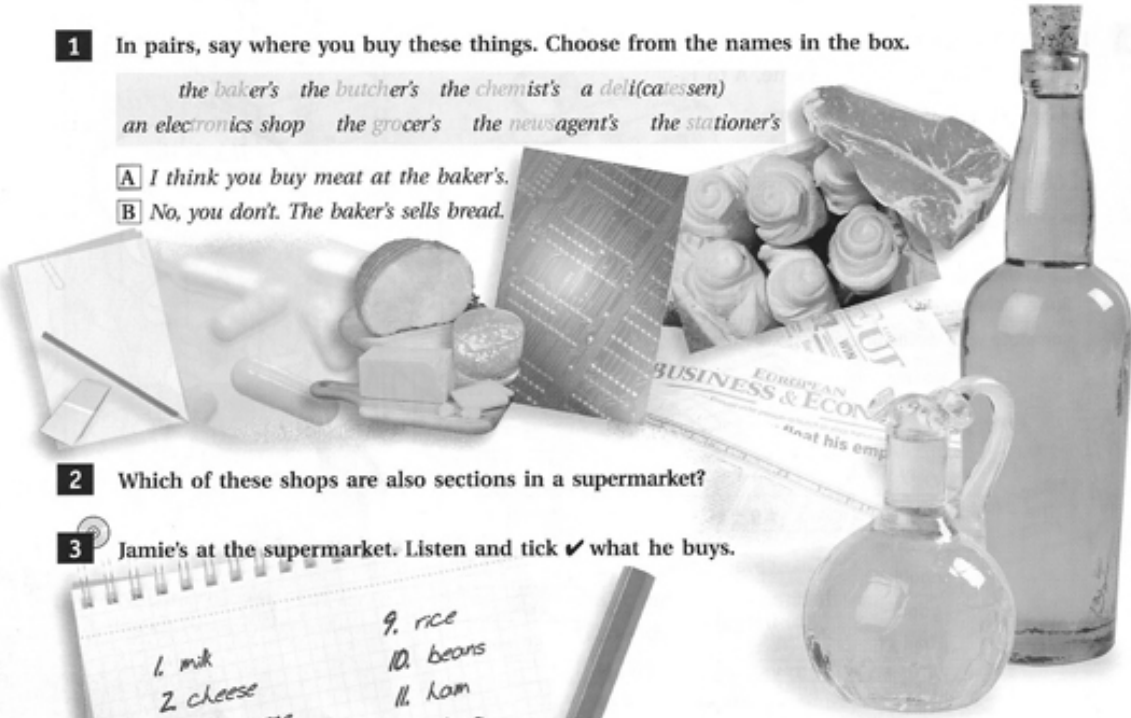 1 In pairs, say where you buy these things. Choose from the names in the box.
the baker's the butcher's the chemist's a deli(catessen)
an electronics shop the grocer's the newsagent's the stationer's
A I think you buy meat at the baker's.
B No, you don't. The baker's sells bread.
WIN
EUROPEAN
BUSINESS & ECON
float his emp
2 Which of these shops are also sections in a supermarket?
3 Jamie's at the supermarket. Listen and tick ✔ what he buys.
1. milk
2. cheese
9. rice
10. beans
11. ham